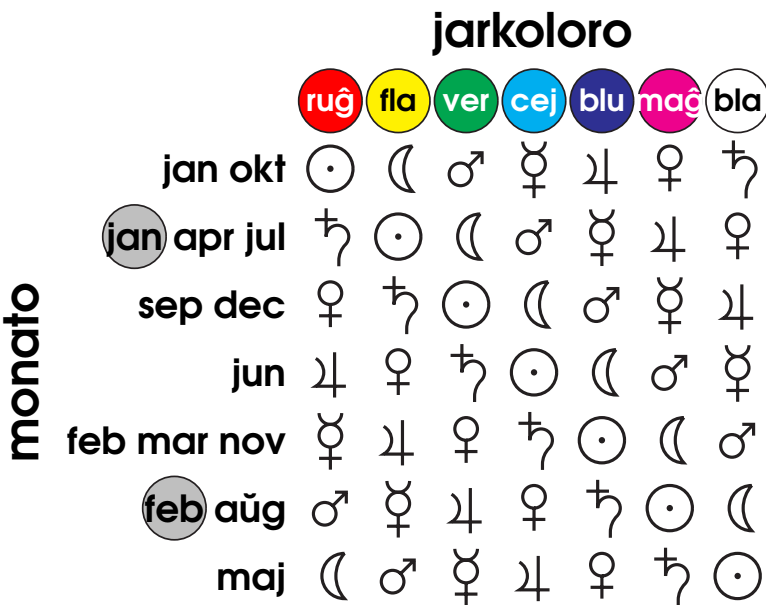 jarkoloro
ruĝ fla ver cej blu maĝ bla
monato
jan okt ☉ ☾ ♂ ☿ ♃ ♀ ♄
jan apr jul ♄ ☉ ☾ ♂ ☿ ♃ ♀
sep dec ♀ ♄ ☉ ☾ ♂ ☿ ♃
jun ♃ ♀ ♄ ☉ ☾ ♂ ☿
feb mar nov ☿ ♃ ♀ ♄ ☉ ☾ ♂
feb aŭg ♂ ☿ ♃ ♀ ♄ ☉ ☾
maj ☾ ♂ ☿ ♃ ♀ ♄ ☉